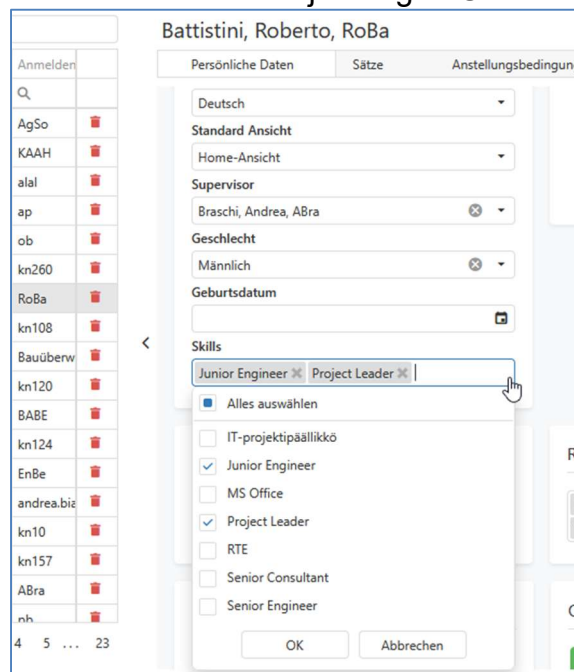 Battistini, Roberto, RoBa
Anmelden
AgSo
KAAH
alal
ap
ob
kn260
RoBa
kn108
Bauüberw
kn120
BABE
kn124
EnBe
andrea.bia
kn10
kn157
ABra
4 5 ... 23
Persönliche Daten Sätze Anstellungsbedingun
Deutsch
Standard Ansicht
Home-Ansicht
Supervisor
Braschi, Andrea, ABra
Geschlecht
Männlich
Geburtsdatum
Skills
Junior Engineer Project Leader
Alles auswählen
IT-projektipäällikkö
Junior Engineer
MS Office
Project Leader
RTE
Senior Consultant
Senior Engineer
OK Abbrechen